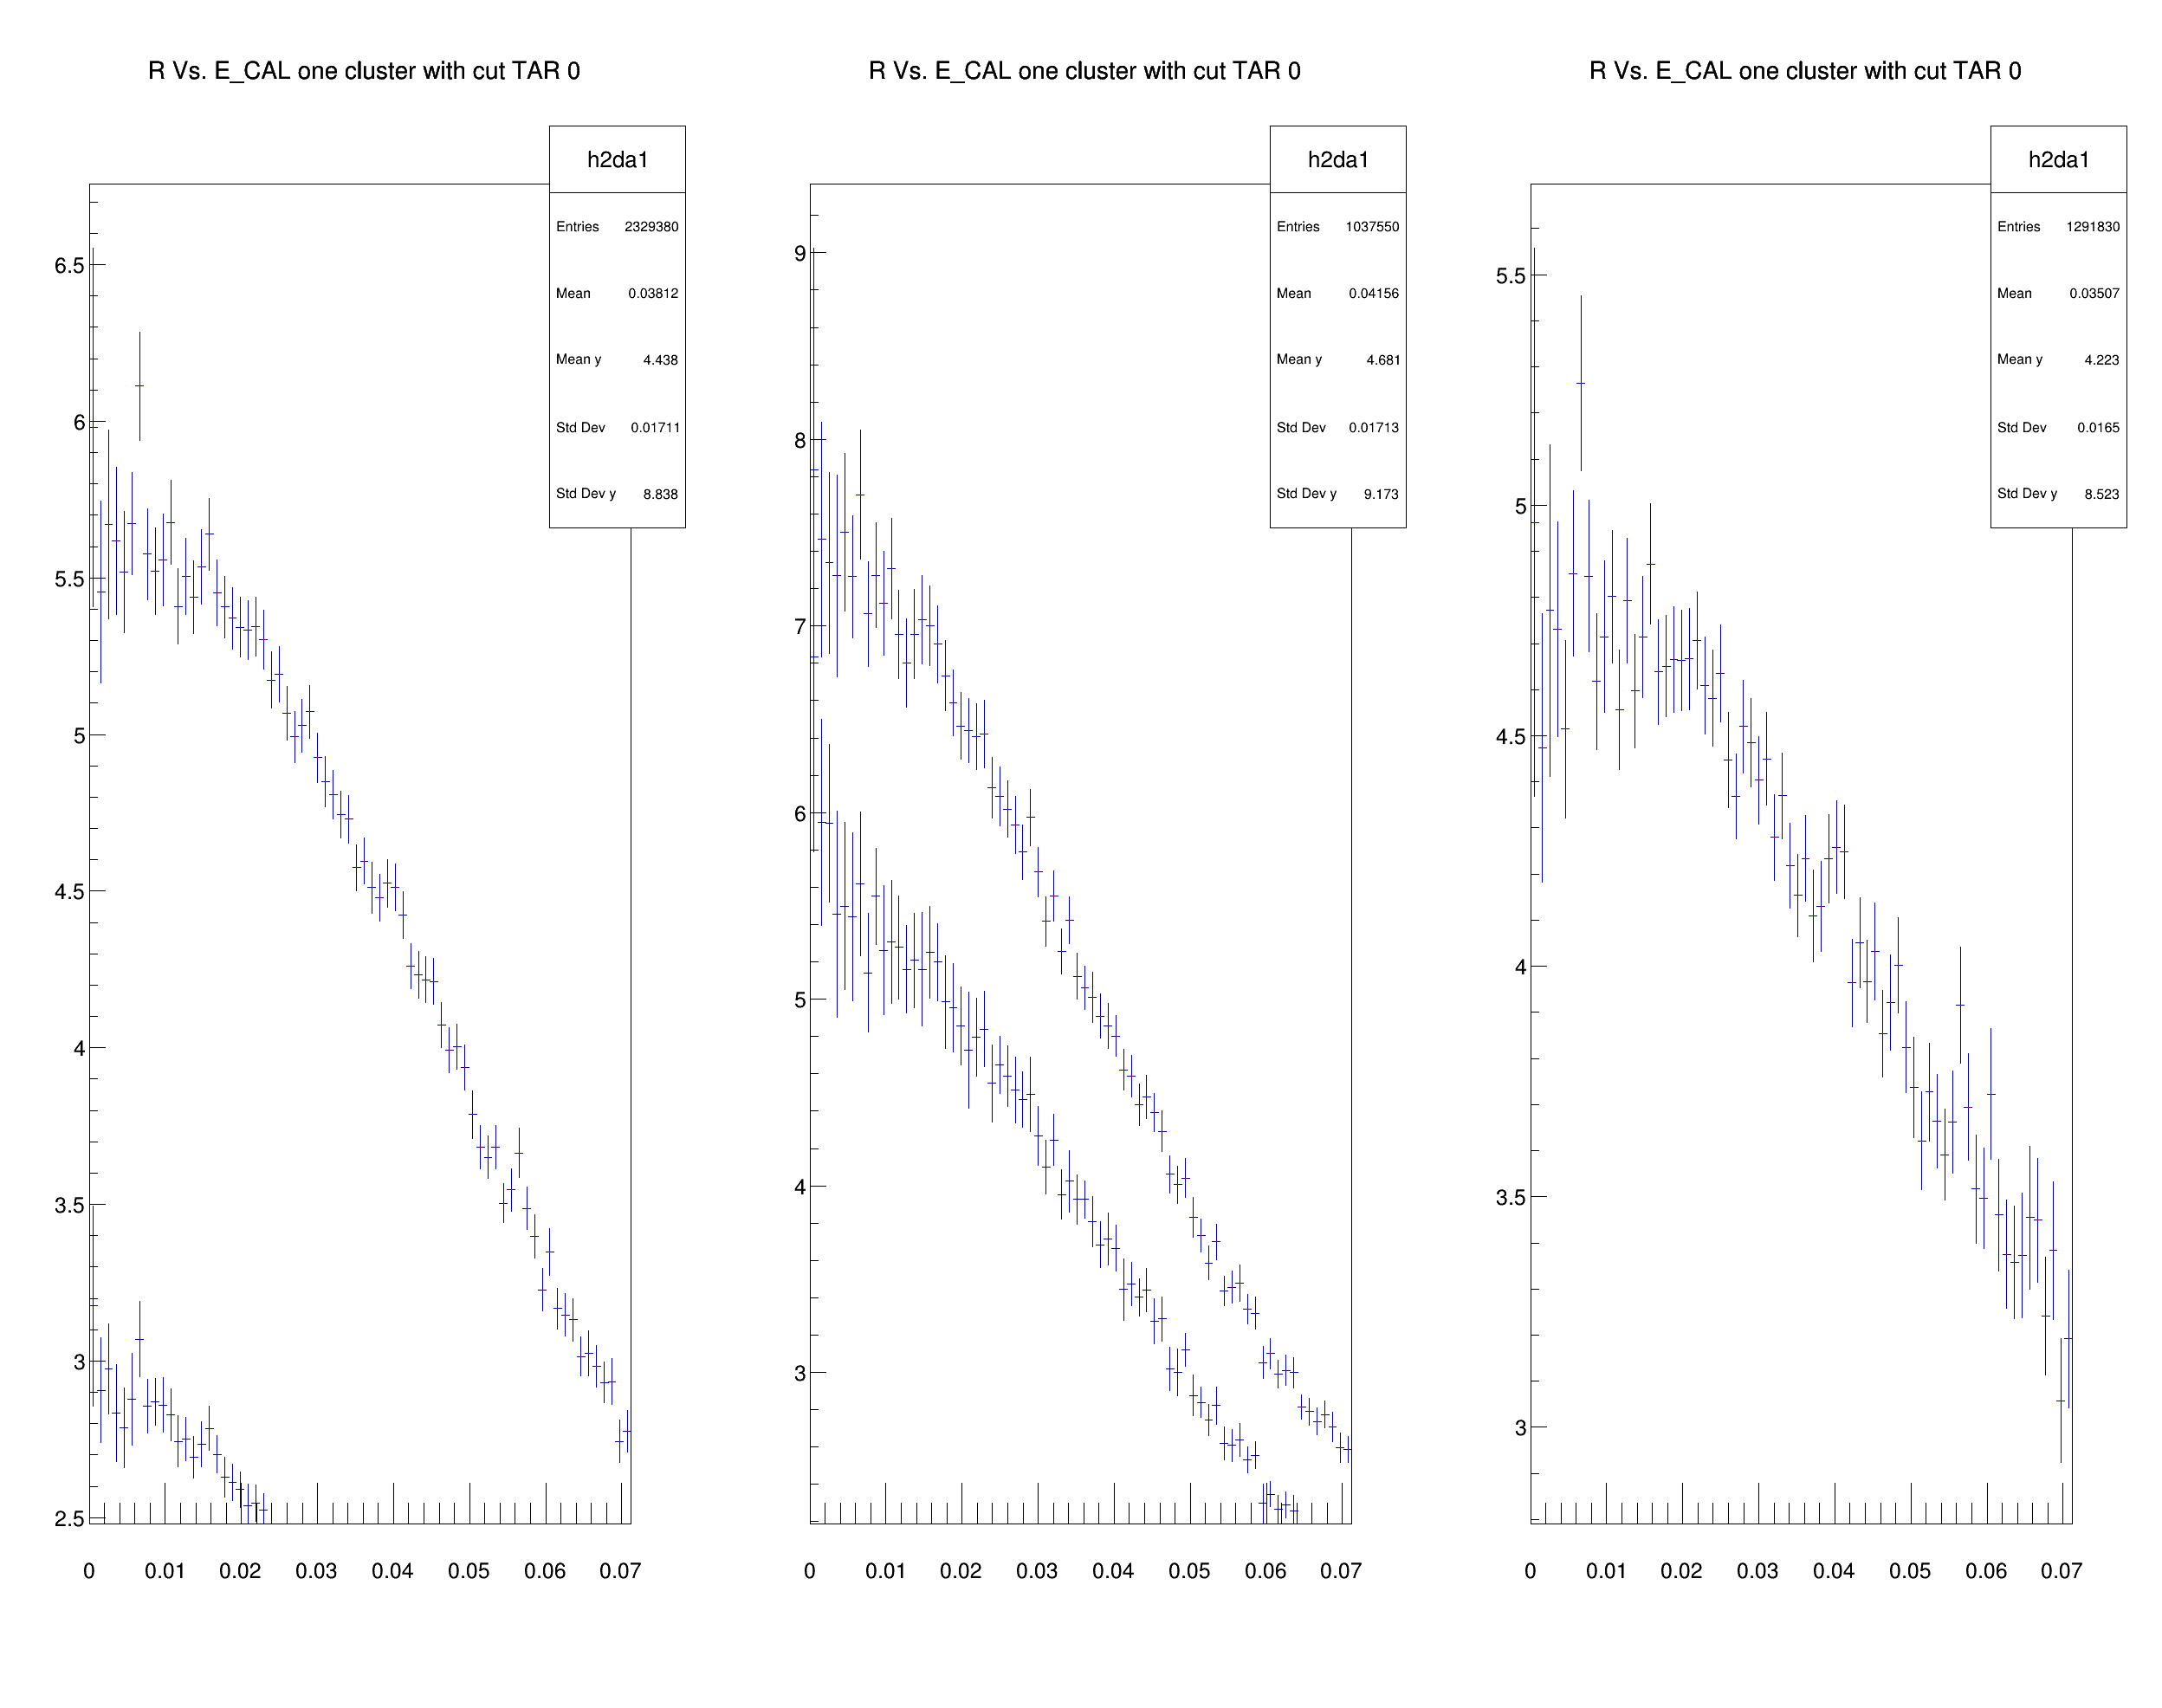 R Vs. E_CAL one cluster with cut TAR 0
h2da1
Entries 2329380
Mean 0.03812
Mean y 4.438
Std Dev 0.01711
Std Dev y 8.838
6.5
6
5.5
5
4.5
4
3.5
3
2.5
0 0.01 0.02 0.03 0.04 0.05 0.06 0.07
R Vs. E_CAL one cluster with cut TAR 0
h2da1
Entries 1037550
Mean 0.04156
Mean y 4.681
Std Dev 0.01713
Std Dev y 9.173
9
8
7
6
5
4
3
0 0.01 0.02 0.03 0.04 0.05 0.06 0.07
R Vs. E_CAL one cluster with cut TAR 0
h2da1
Entries 1291830
Mean 0.03507
Mean y 4.223
Std Dev 0.0165
Std Dev y 8.523
5.5
5
4.5
4
3.5
3
0 0.01 0.02 0.03 0.04 0.05 0.06 0.07